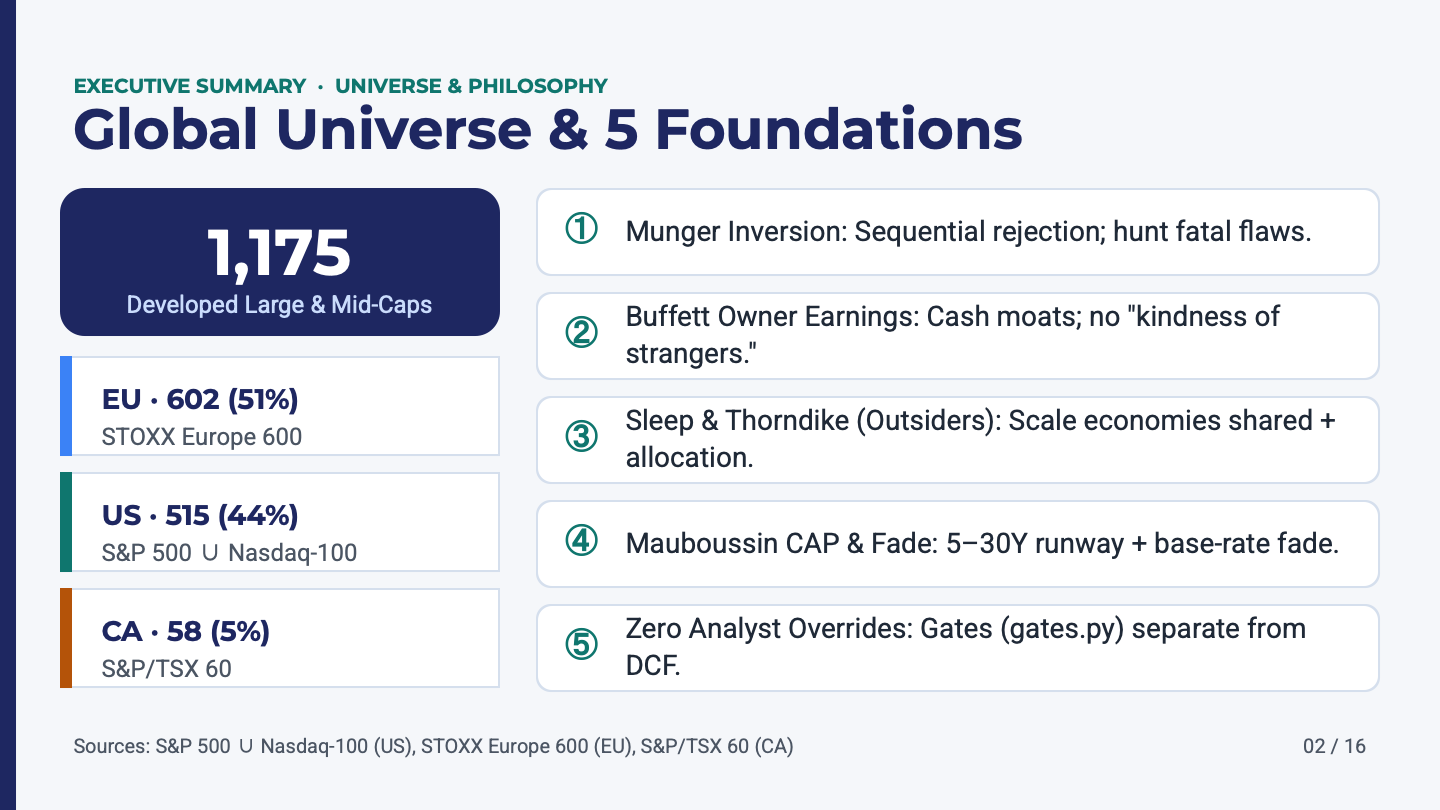 EXECUTIVE SUMMARY · UNIVERSE & PHILOSOPHY
Global Universe & 5 Foundations
1,175
Developed Large & Mid-Caps
EU · 602 (51%)
STOXX Europe 600
US · 515 (44%)
S&P 500 ∪ Nasdaq-100
CA · 58 (5%)
S&P/TSX 60
① Munger Inversion: Sequential rejection; hunt fatal flaws.
② Buffett Owner Earnings: Cash moats; no "kindness of
strangers."
③ Sleep & Thorndike (Outsiders): Scale economies shared +
allocation.
④ Mauboussin CAP & Fade: 5–30Y runway + base-rate fade.
⑤ Zero Analyst Overrides: Gates (gates.py) separate from
DCF.
Sources: S&P 500 ∪ Nasdaq-100 (US), STOXX Europe 600 (EU), S&P/TSX 60 (CA)
02 / 16